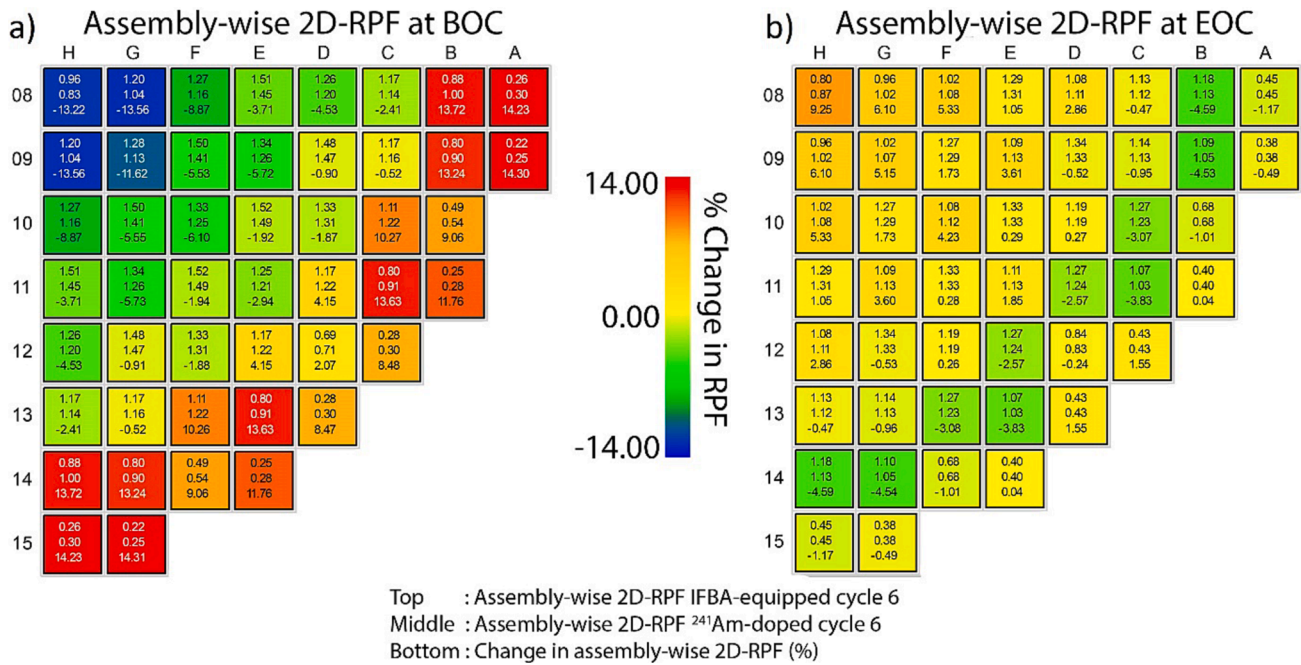 a) Assembly-wise 2D-RPF at BOC
H G F E D C B A
08 0.96 1.20 1.27 1.51 1.26 1.17 0.88 0.26
0.83 1.04 1.16 1.45 1.20 1.14 1.00 0.30
-13.22 -13.56 -8.87 -3.71 -4.53 -2.41 13.72 14.23
09 1.20 1.28 1.50 1.34 1.48 1.17 0.80 0.22
1.04 1.13 1.41 1.26 1.47 1.16 0.90 0.25
-13.56 -11.62 -5.53 -5.72 -0.90 -0.52 13.24 14.30
10 1.27 1.50 1.33 1.52 1.33 1.11 0.49
1.16 1.41 1.25 1.49 1.31 1.22 0.54
-8.87 -5.55 -6.10 -1.92 -1.87 10.27 9.06
11 1.51 1.34 1.52 1.25 1.17 0.80 0.25
1.45 1.26 1.49 1.21 1.22 0.91 0.28
-3.71 -5.73 -1.94 -2.94 4.15 13.63 11.76
12 1.26 1.48 1.33 1.17 0.69 0.28
1.20 1.47 1.31 1.22 0.71 0.30
-4.53 -0.91 -1.88 4.15 2.07 8.48
13 1.17 1.17 1.11 0.80 0.28
1.14 1.16 1.22 0.91 0.30
-2.41 -0.52 10.26 13.63 8.47
14 0.88 0.80 0.49 0.25
1.00 0.90 0.54 0.28
13.72 13.24 9.06 11.76
15 0.26 0.22
0.30 0.25
14.23 14.31
14.00
0.00
-14.00
% Change in RPF
b) Assembly-wise 2D-RPF at EOC
H G F E D C B A
08 0.80 0.96 1.02 1.29 1.08 1.13 1.18 0.45
0.87 1.02 1.08 1.31 1.11 1.12 1.13 0.45
9.25 6.10 5.33 1.05 2.86 -0.47 -4.59 -1.17
09 0.96 1.02 1.27 1.09 1.34 1.14 1.09 0.38
1.02 1.07 1.29 1.13 1.33 1.13 1.05 0.38
6.10 5.15 1.73 3.61 -0.52 -0.95 -4.53 -0.49
10 1.02 1.27 1.08 1.33 1.19 1.27 0.68
1.08 1.29 1.12 1.33 1.19 1.23 0.68
5.33 1.73 4.23 0.29 0.27 -3.07 -1.01
11 1.29 1.09 1.33 1.11 1.27 1.07 0.40
1.31 1.13 1.33 1.13 1.24 1.03 0.40
1.05 3.60 0.28 1.85 -2.57 -3.83 0.04
12 1.08 1.34 1.19 1.27 0.84 0.43
1.11 1.33 1.19 1.24 0.83 0.43
2.86 -0.53 0.26 -2.57 -0.24 1.55
13 1.13 1.14 1.27 1.07 0.43
1.12 1.13 1.23 1.03 0.43
-0.47 -0.96 -3.08 -3.83 1.55
14 1.18 1.10 0.68 0.40
1.13 1.05 0.68 0.40
-4.59 -4.54 -1.01 0.04
15 0.45 0.38
0.45 0.38
-1.17 -0.49
Top : Assembly-wise 2D-RPF IFBA-equipped cycle 6
Middle : Assembly-wise 2D-RPF ²⁴¹Am-doped cycle 6
Bottom : Change in assembly-wise 2D-RPF (%)